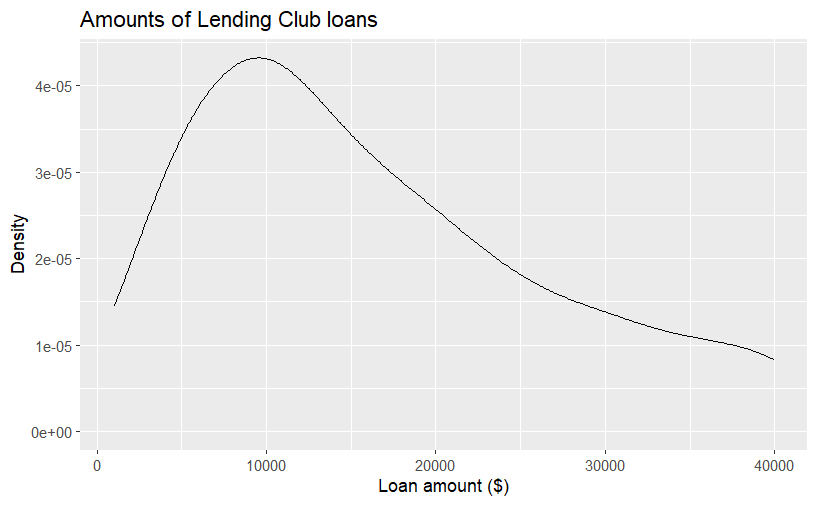 Amounts of Lending Club loans
4e-05
3e-05
2e-05
1e-05
0e+00
Density
0
10000
20000
30000
40000
Loan amount ($)